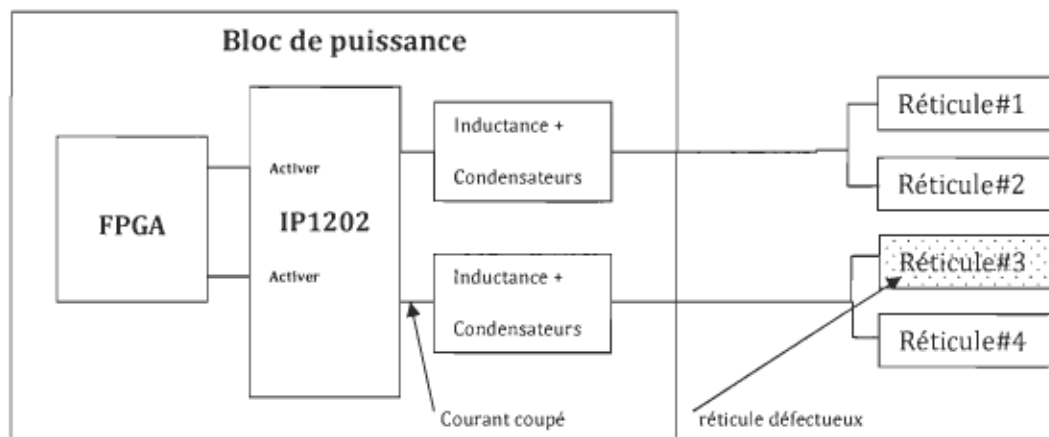 Bloc de puissance
FPGA
Activer
IP1202
Activer
Inductance +
Condensateurs
Inductance +
Condensateurs
Réticule#1
Réticule#2
Réticule#3
Réticule#4
Courant coupé
réticule défectueux